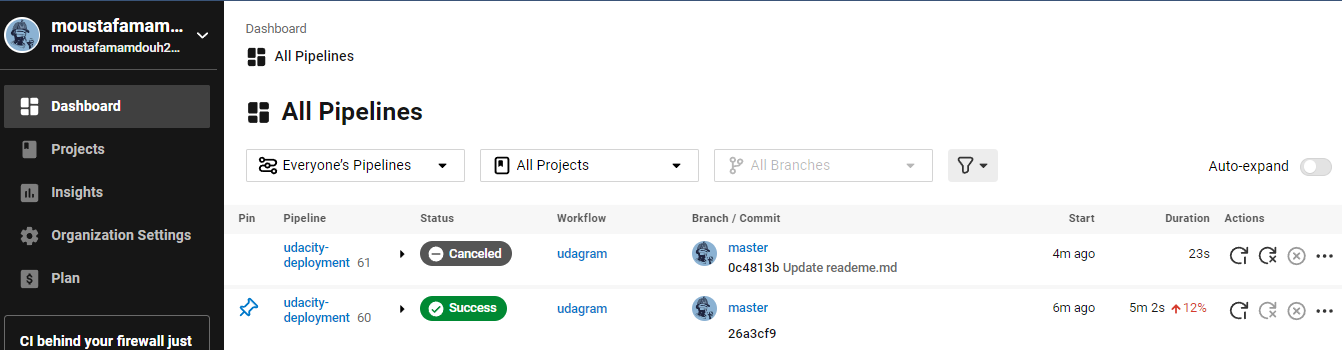 moustafamam...
moustafamamdouh2...
Dashboard
Projects
Insights
Organization Settings
Plan
CI behind your firewall just
Dashboard
All Pipelines
All Pipelines
Everyone's Pipelines
All Projects
All Branches
Auto-expand
Pin Pipeline Status Workflow Branch / Commit Start Duration Actions
udacity-deployment 61 Canceled udagram master 4m ago 23s
0c4813b Update reademe.md
udacity-deployment 60 Success udagram master 6m ago 5m 2s 12%
26a3cf9